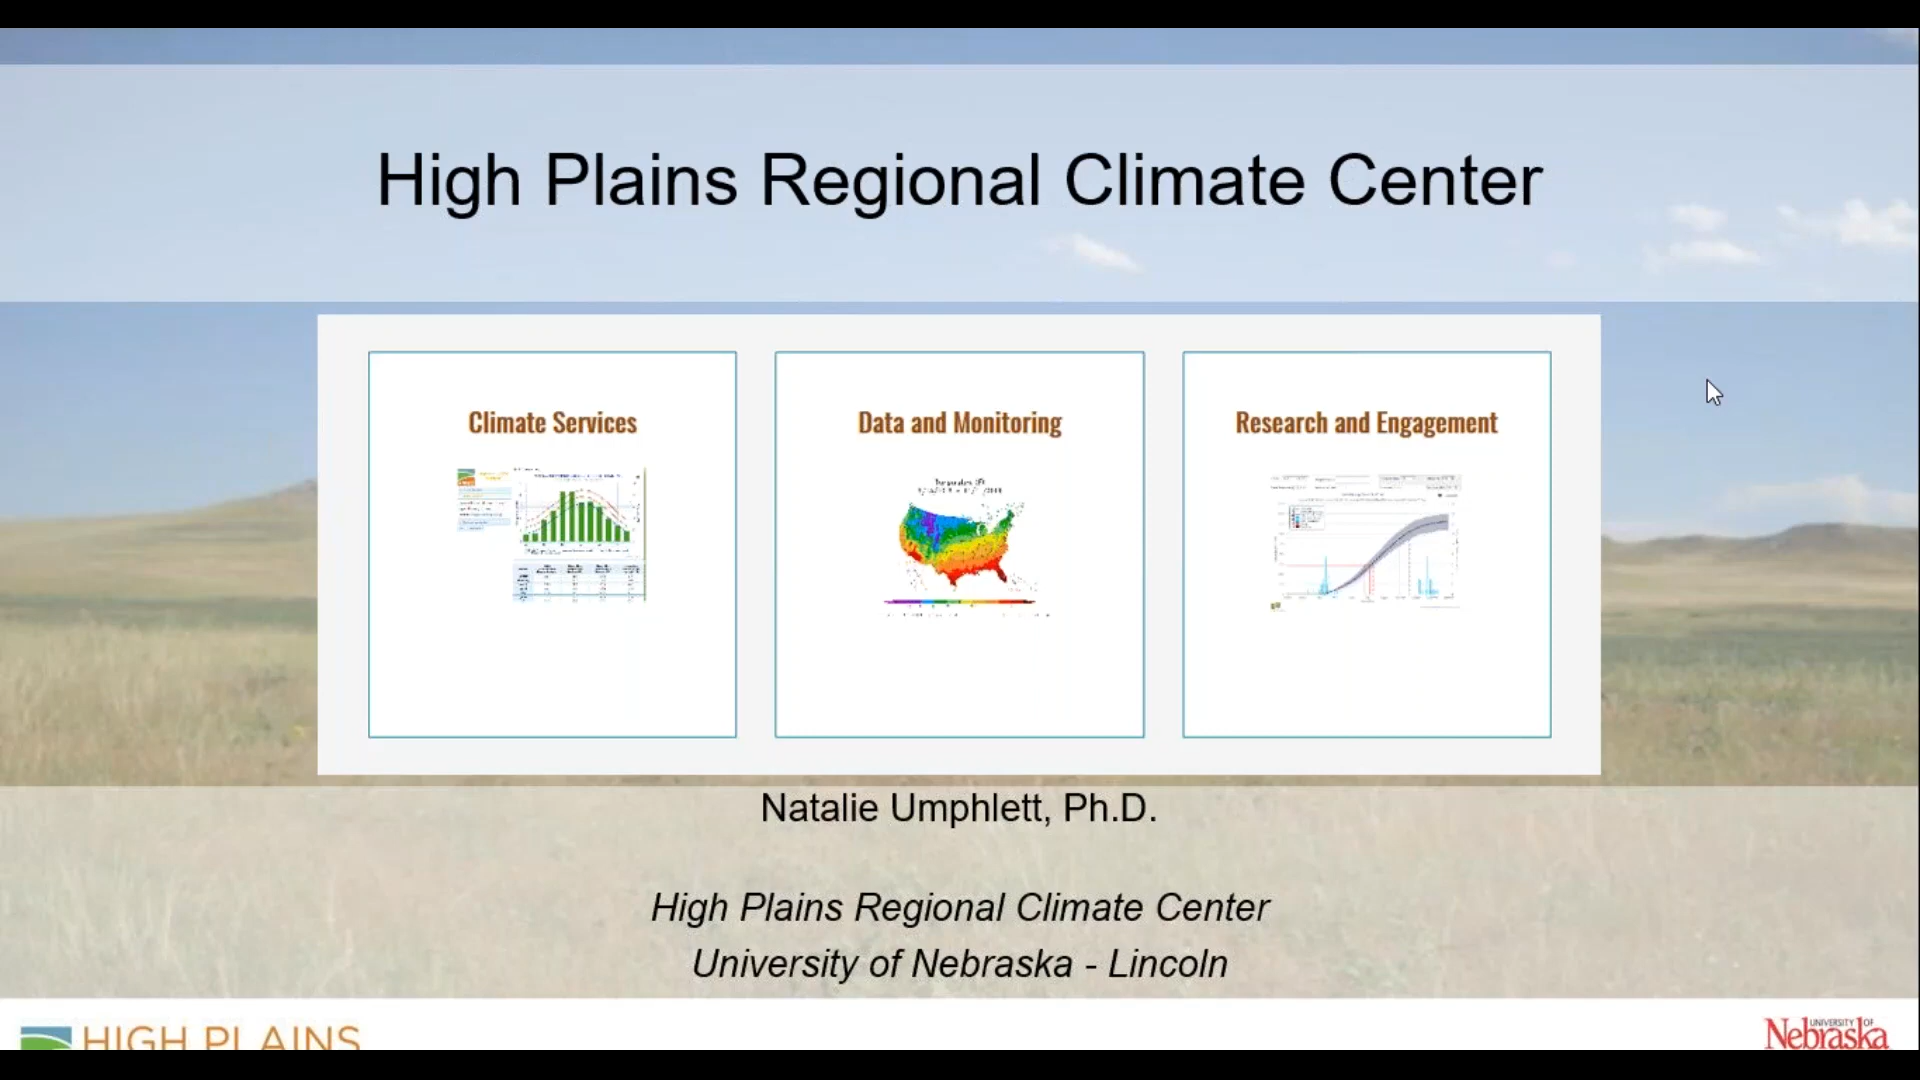 High Plains Regional Climate Center
Climate Services
Data and Monitoring
Research and Engagement
Natalie Umphlett, Ph.D.
High Plains Regional Climate Center
University of Nebraska - Lincoln
HIGH PLAINS
UNIVERSITY OF
Nebraska